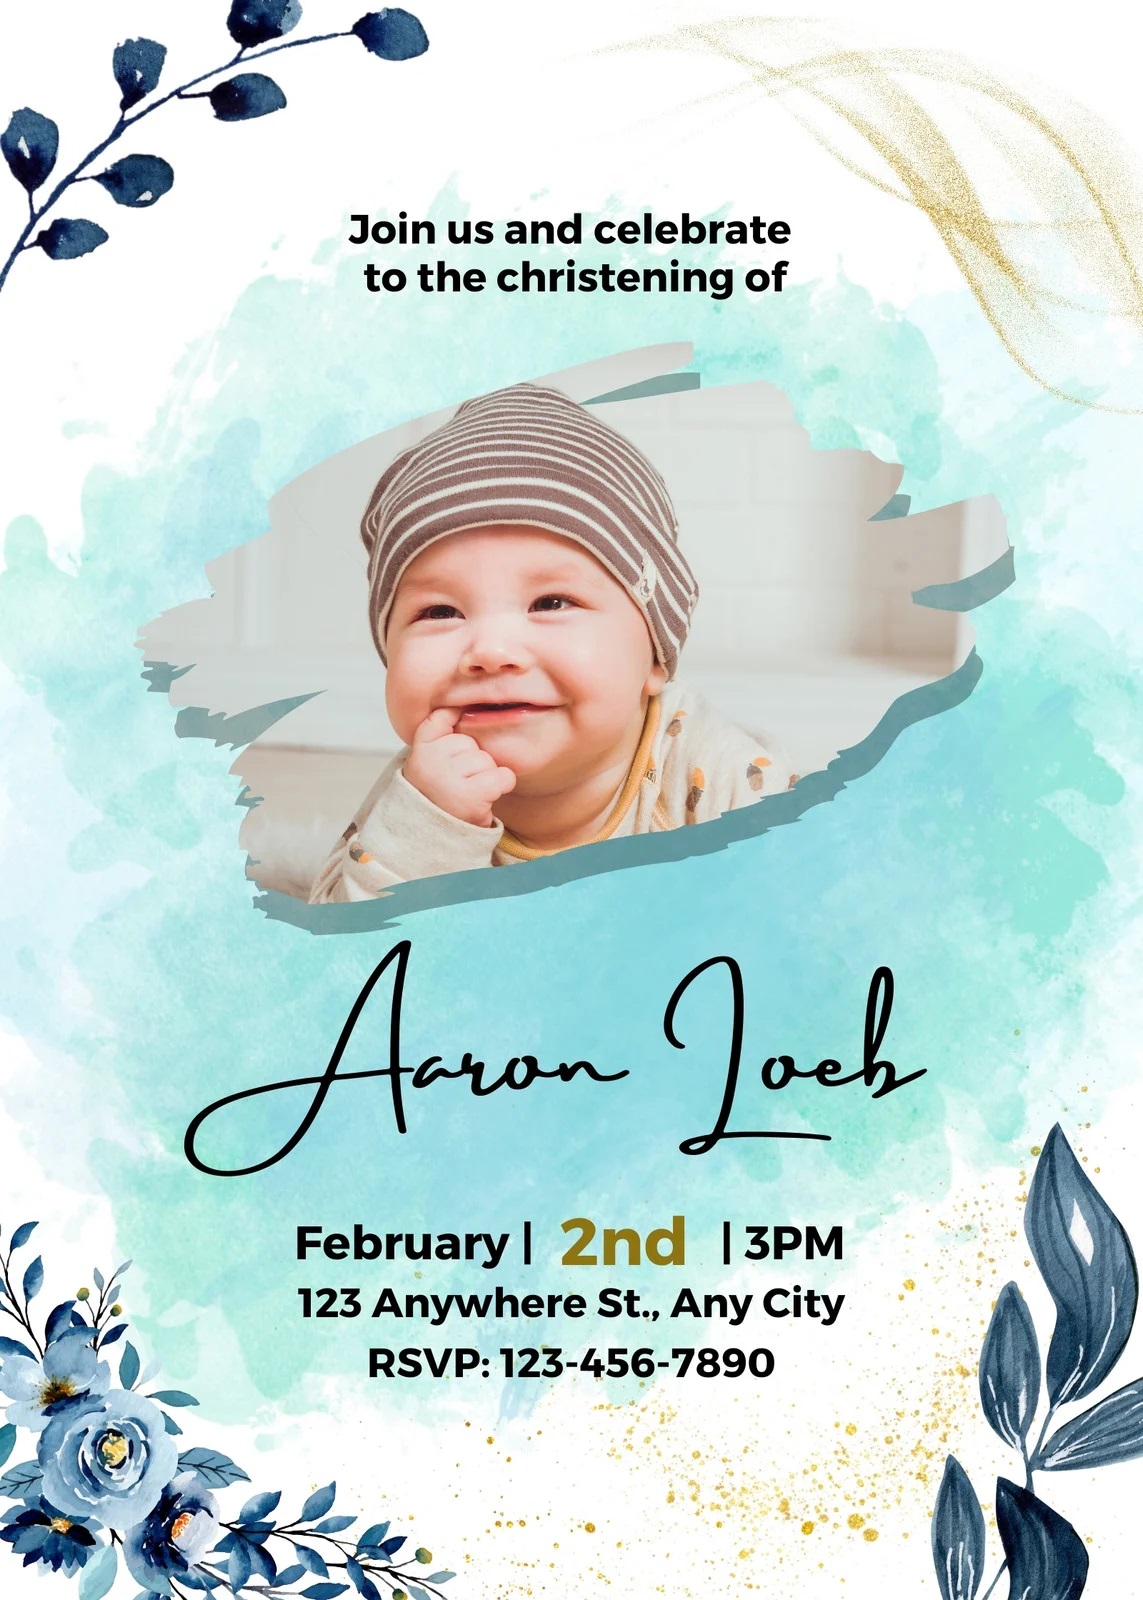 Join us and celebrate
to the christening of
Aaron Loeb
February | 2nd | 3PM
123 Anywhere St., Any City
RSVP: 123-456-7890